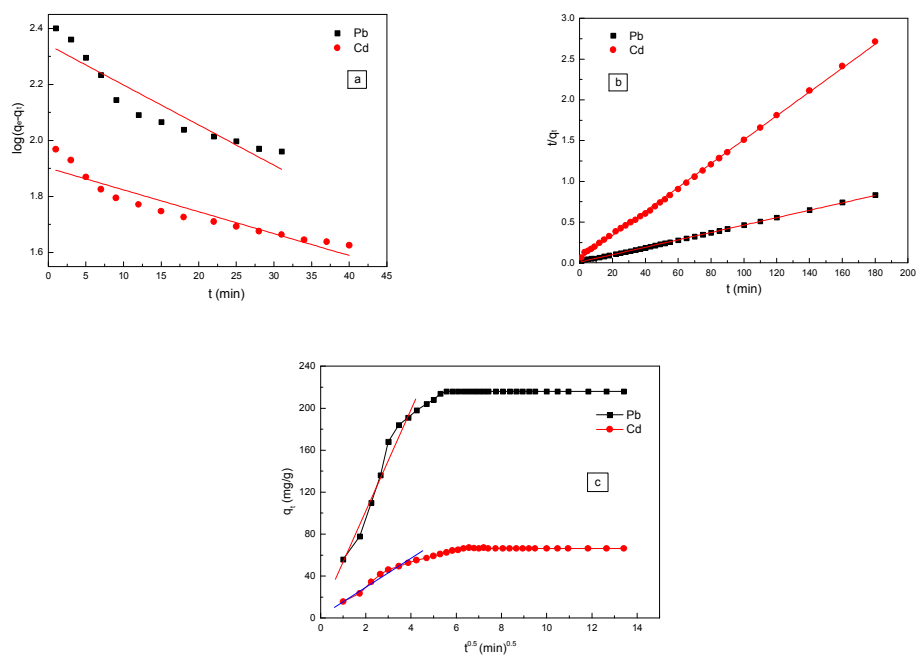 2.4
2.2
2.0
1.8
1.6
log(qₑ-qₜ)
0 5 10 15 20 25 30 35 40 45
t (min)
Pb
Cd
a
3.0
2.5
2.0
1.5
1.0
0.5
0.0
t/qₜ
0 20 40 60 80 100 120 140 160 180 200
t (min)
Pb
Cd
b
240
200
160
120
80
40
0
qₜ (mg/g)
0 2 4 6 8 10 12 14
t⁰·⁵ (min)⁰·⁵
Pb
Cd
c